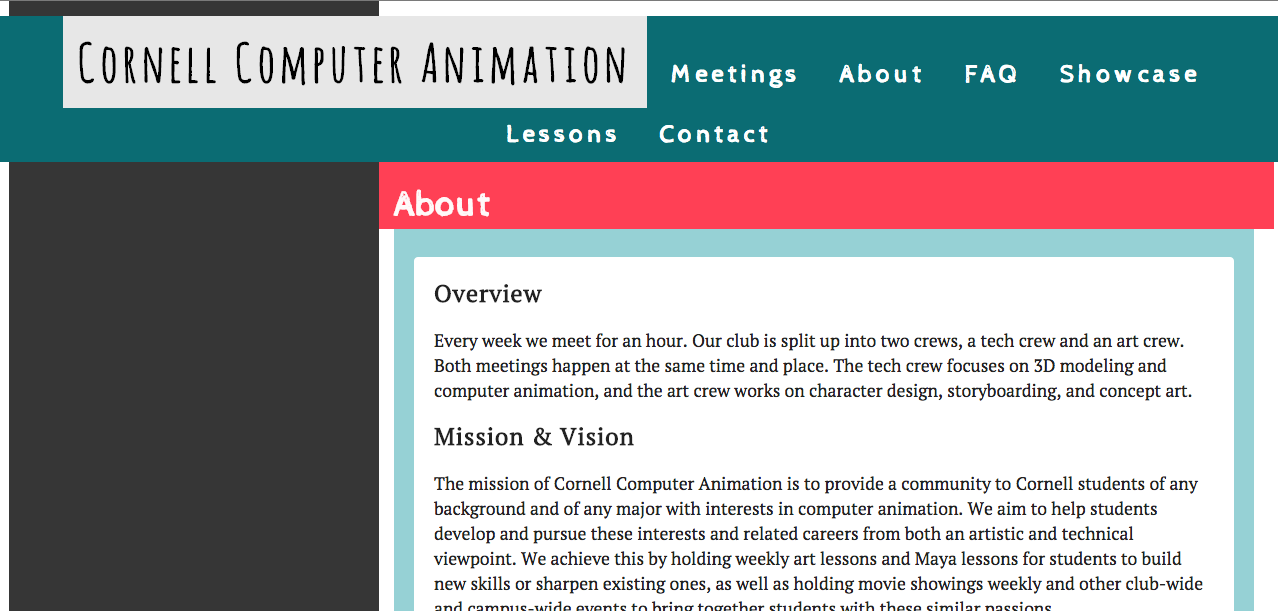 Cornell Computer Animation
Meetings About FAQ Showcase
Lessons Contact
About
Overview
Every week we meet for an hour. Our club is split up into two crews, a tech crew and an art crew.
Both meetings happen at the same time and place. The tech crew focuses on 3D modeling and
computer animation, and the art crew works on character design, storyboarding, and concept art.
Mission & Vision
The mission of Cornell Computer Animation is to provide a community to Cornell students of any
background and of any major with interests in computer animation. We aim to help students
develop and pursue these interests and related careers from both an artistic and technical
viewpoint. We achieve this by holding weekly art lessons and Maya lessons for students to build
new skills or sharpen existing ones, as well as holding movie showings weekly and other club-wide
and campus-wide events to bring together students with these similar passions.